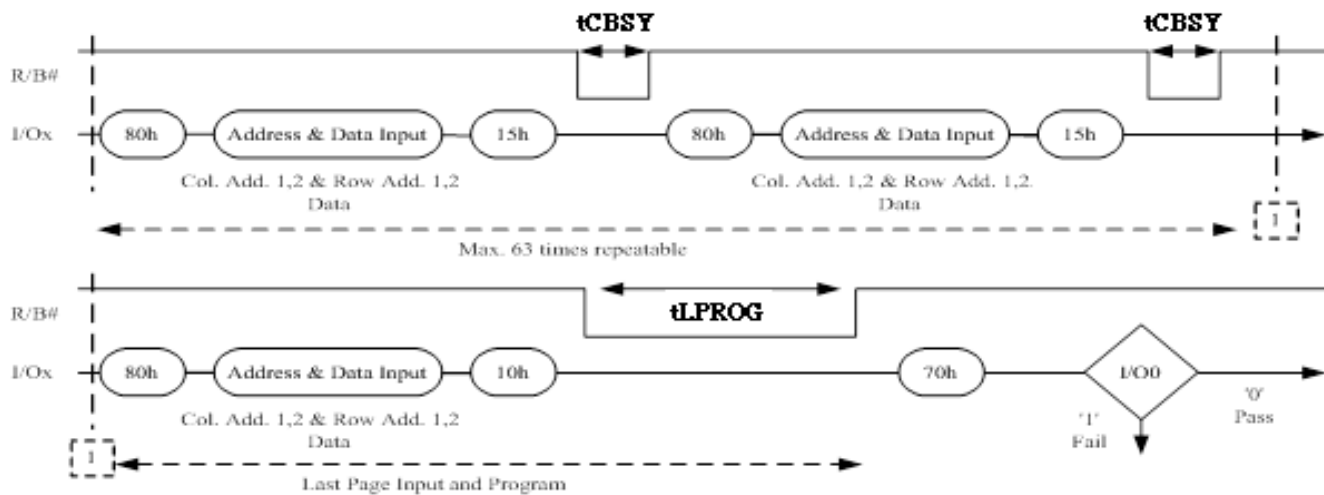 tCBSY
tCBSY
R/B#
I/Ox
80h
Address & Data Input
15h
80h
Address & Data Input
15h
Col. Add. 1,2 & Row Add. 1,2
Data
Col. Add. 1,2 & Row Add. 1,2.
Data
1
Max. 63 times repeatable
R/B#
tLPROG
I/Ox
80h
Address & Data Input
10h
70h
I/O0
'0'
Pass
'1'
Fail
Col. Add. 1,2 & Row Add. 1,2
Data
1
Last Page Input and Program